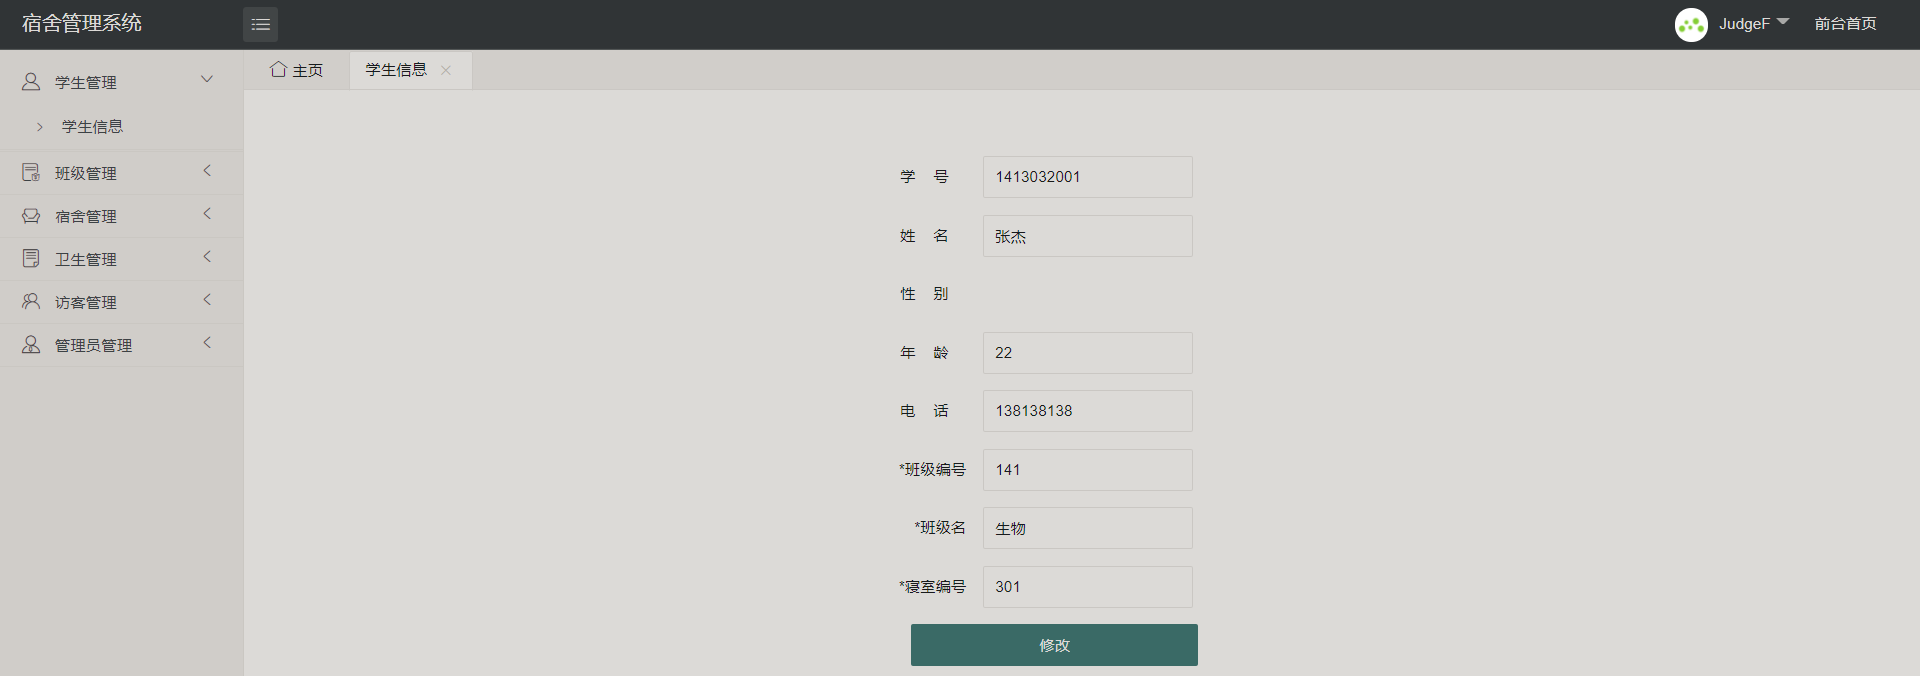 宿舍管理系统
JudgeF
前台首页
学生管理
学生信息
班级管理
宿舍管理
卫生管理
访客管理
管理员管理
主页
学生信息
学 号
1413032001
姓 名
张杰
性 别
年 龄
22
电 话
138138138
*班级编号
141
*班级名
生物
*寝室编号
301
修改